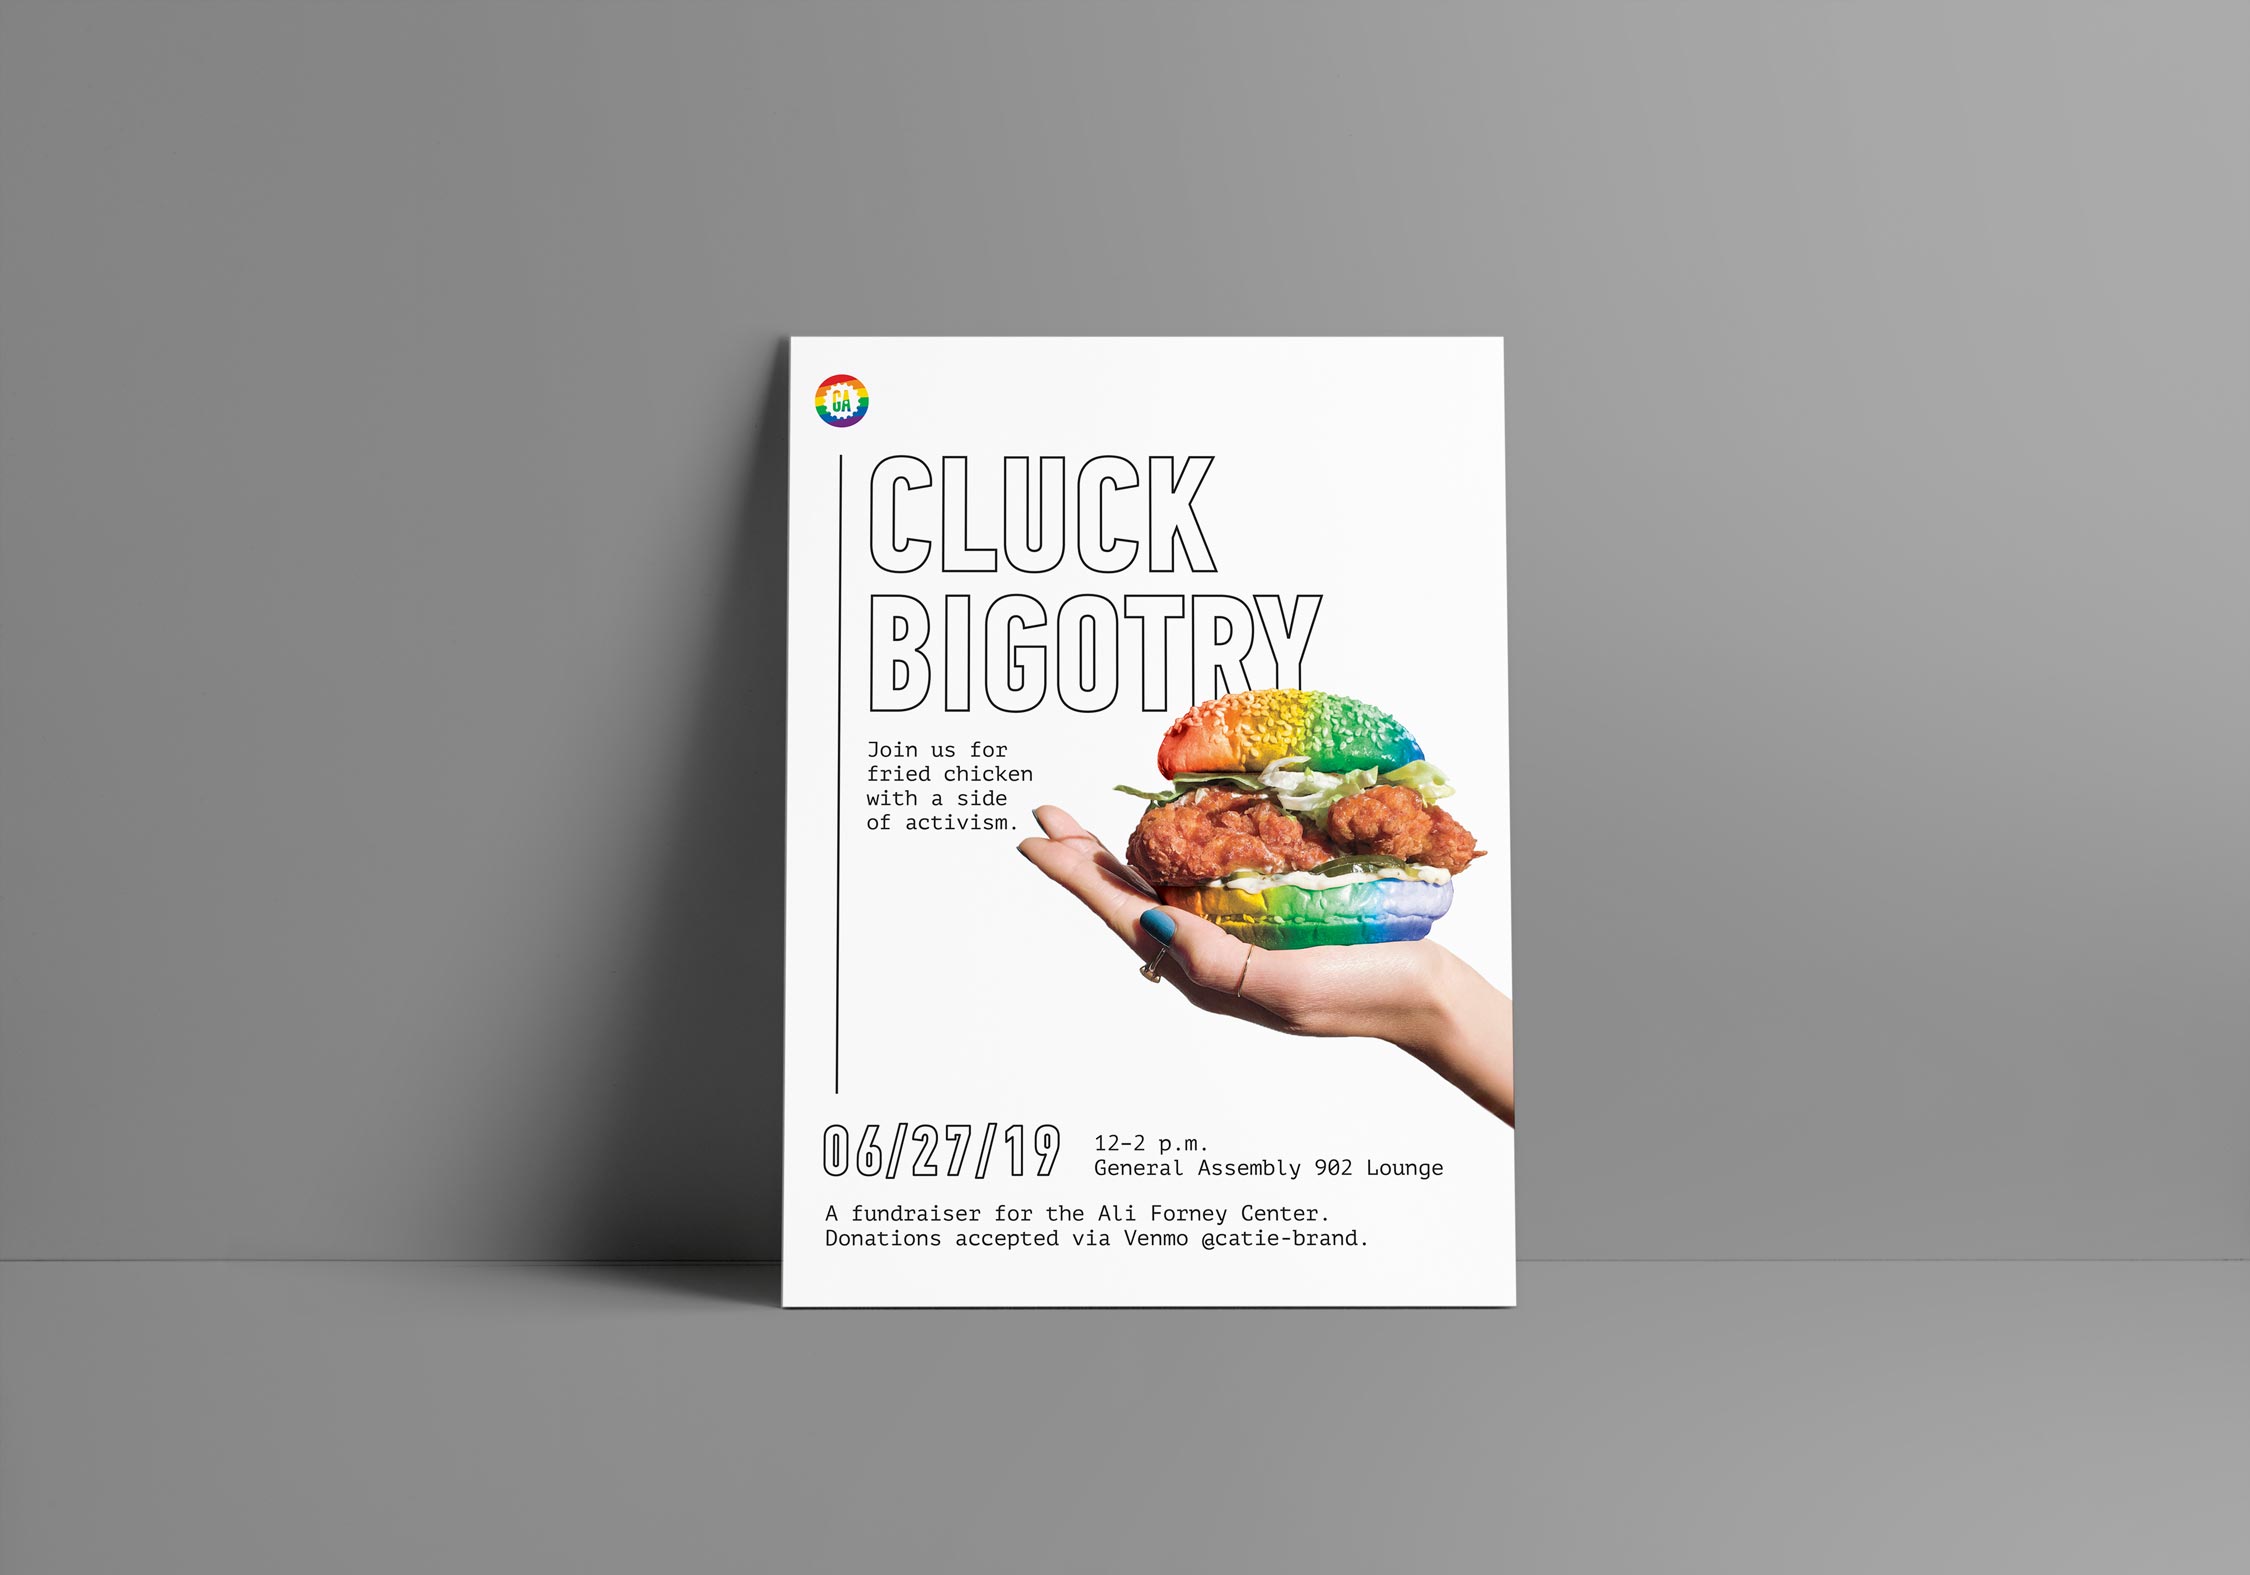 GA
CLUCK
BIGOTRY
Join us for
fried chicken
with a side
of activism.
06/27/19
12–2 p.m.
General Assembly 902 Lounge
A fundraiser for the Ali Forney Center.
Donations accepted via Venmo @catie-brand.